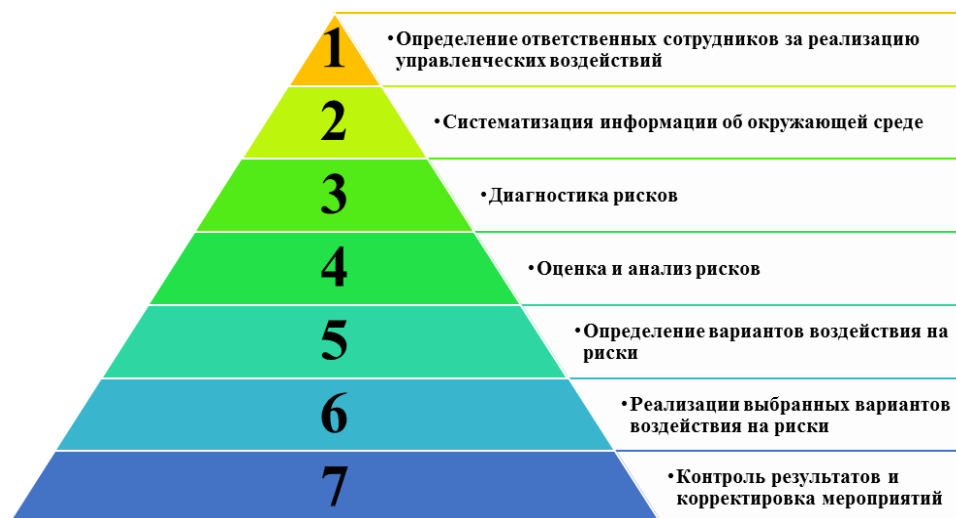 1
•Определение ответственных сотрудников за реализацию
управленческих воздействий
2
•Систематизация информации об окружающей среде
3
•Диагностика рисков
4
•Оценка и анализ рисков
5
•Определение вариантов воздействия на
риски
6
•Реализации выбранных вариантов
воздействия на риски
7
•Контроль результатов и
корректировка мероприятий